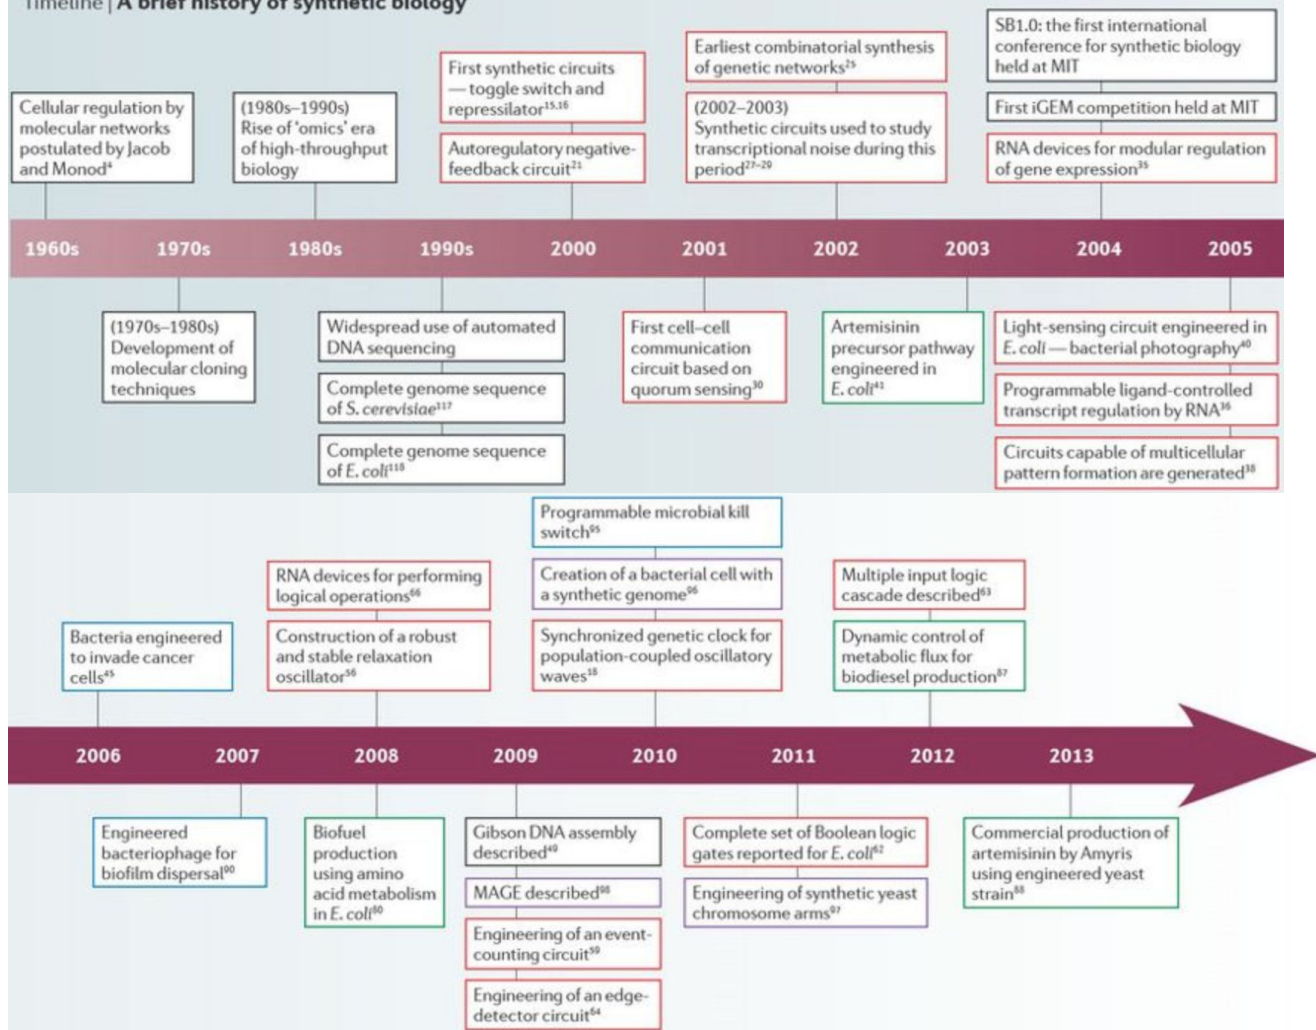 Timeline | A brief history of synthetic biology
Cellular regulation by
molecular networks
postulated by Jacob
and Monod⁴
(1980s–1990s)
Rise of 'omics' era
of high-throughput
biology
First synthetic circuits
— toggle switch and
repressilator¹⁵,¹⁶
Autoregulatory negative-
feedback circuit²¹
Earliest combinatorial synthesis
of genetic networks²⁵
(2002–2003)
Synthetic circuits used to study
transcriptional noise during this
period²⁷⁻²⁹
SB1.0: the first international
conference for synthetic biology
held at MIT
First iGEM competition held at MIT
RNA devices for modular regulation
of gene expression³⁵
1960s 1970s 1980s 1990s 2000 2001 2002 2003 2004 2005
(1970s–1980s)
Development of
molecular cloning
techniques
Widespread use of automated
DNA sequencing
Complete genome sequence
of S. cerevisiae¹¹⁷
Complete genome sequence
of E. coli¹¹⁸
First cell–cell
communication
circuit based on
quorum sensing³⁰
Artemisinin
precursor pathway
engineered in
E. coli⁴¹
Light-sensing circuit engineered in
E. coli — bacterial photography⁴⁰
Programmable ligand-controlled
transcript regulation by RNA³⁶
Circuits capable of multicellular
pattern formation are generated³⁸
Bacteria engineered
to invade cancer
cells⁴⁵
RNA devices for performing
logical operations⁶⁶
Construction of a robust
and stable relaxation
oscillator⁵⁶
Programmable microbial kill
switch⁹⁵
Creation of a bacterial cell with
a synthetic genome⁹⁶
Synchronized genetic clock for
population-coupled oscillatory
waves¹⁸
Multiple input logic
cascade described⁶³
Dynamic control of
metabolic flux for
biodiesel production⁸⁷
2006 2007 2008 2009 2010 2011 2012 2013
Engineered
bacteriophage for
biofilm dispersal⁹⁰
Biofuel
production
using amino
acid metabolism
in E. coli⁸⁰
Gibson DNA assembly
described⁴⁹
MAGE described⁹⁸
Engineering of an event-
counting circuit⁵⁹
Engineering of an edge-
detector circuit⁶⁴
Complete set of Boolean logic
gates reported for E. coli⁶²
Engineering of synthetic yeast
chromosome arms⁹⁷
Commercial production of
artemisinin by Amyris
using engineered yeast
strain⁸⁸